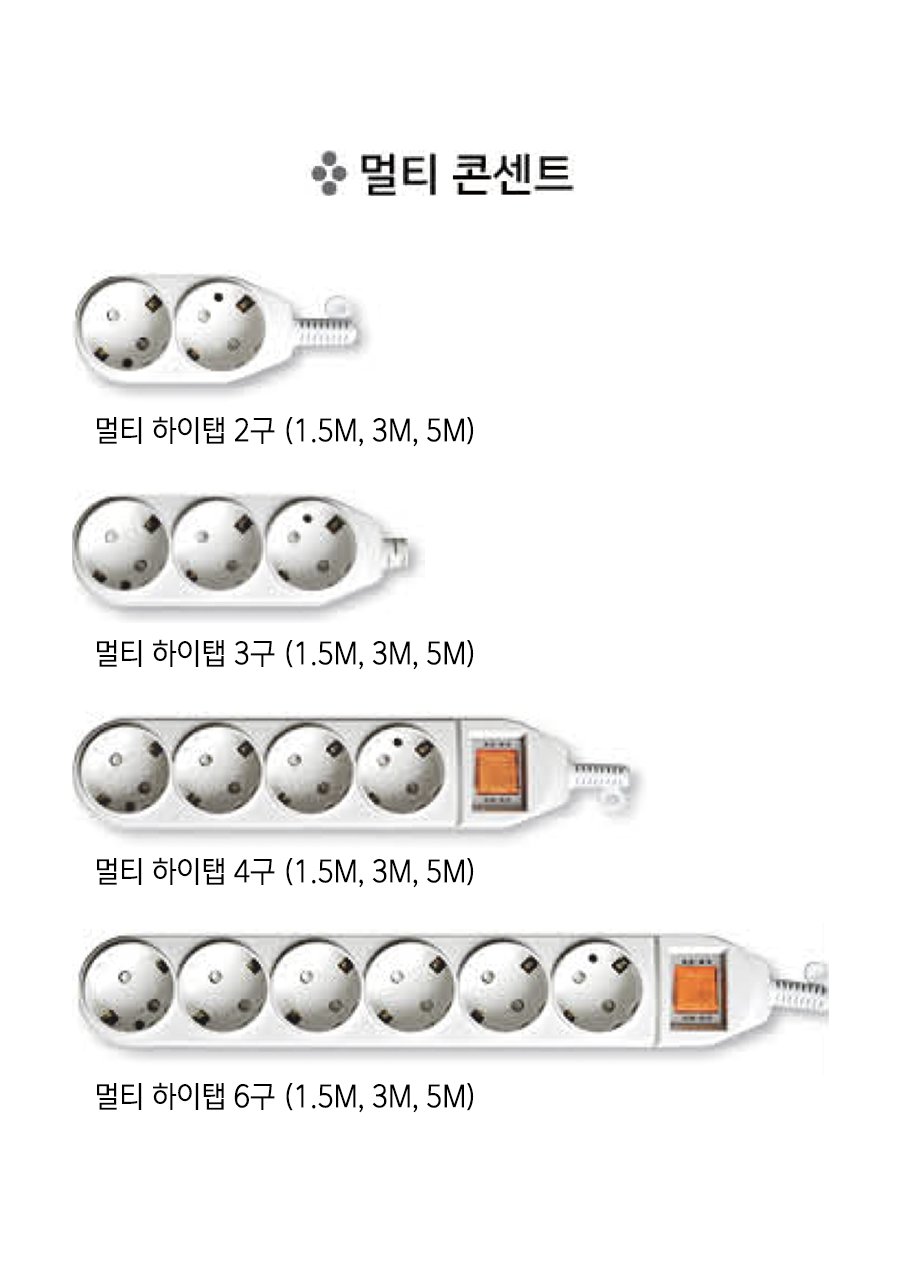 멀티 콘센트
멀티 하이탭 2구 (1.5M, 3M, 5M)
멀티 하이탭 3구 (1.5M, 3M, 5M)
멀티 하이탭 4구 (1.5M, 3M, 5M)
멀티 하이탭 6구 (1.5M, 3M, 5M)